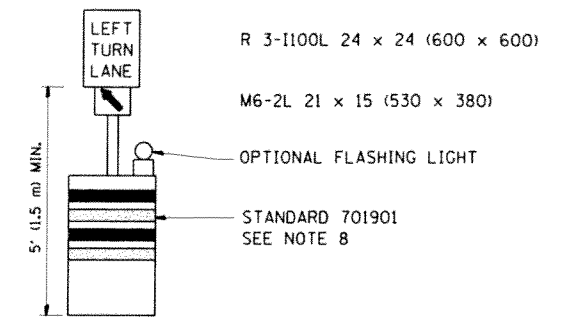 LEFT
TURN
LANE
R 3-I100L 24 x 24 (600 x 600)
M6-2L 21 x 15 (530 x 380)
OPTIONAL FLASHING LIGHT
5' (1.5 m) MIN.
STANDARD 701901
SEE NOTE 8